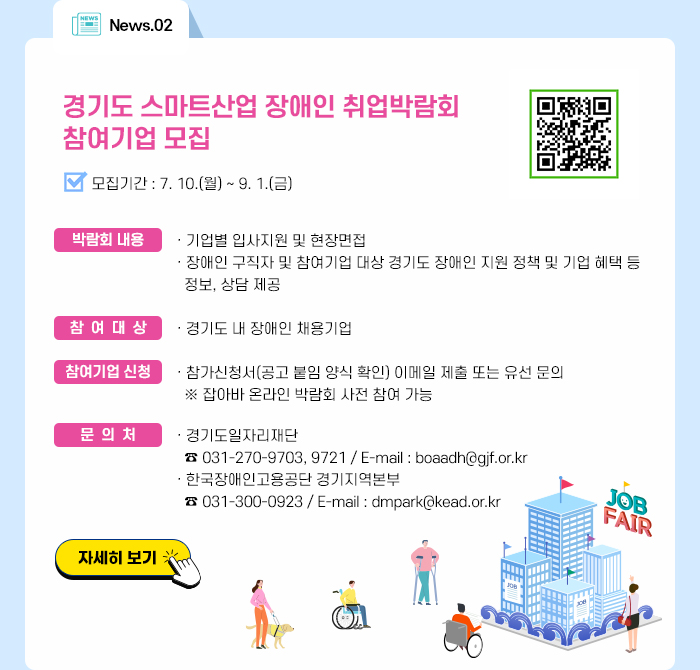 NEWS
News.02
경기도 스마트산업 장애인 취업박람회
참여기업 모집
모집기간 : 7. 10.(월) ~ 9. 1.(금)
박람회 내용
· 기업별 입사지원 및 현장면접
· 장애인 구직자 및 참여기업 대상 경기도 장애인 지원 정책 및 기업 혜택 등
정보, 상담 제공
참 여 대 상
· 경기도 내 장애인 채용기업
참여기업 신청
· 참가신청서(공고 붙임 양식 확인) 이메일 제출 또는 유선 문의
※ 잡아바 온라인 박람회 사전 참여 가능
문 의 처
· 경기도일자리재단
☎ 031-270-9703, 9721 / E-mail : boaadh@gjf.or.kr
· 한국장애인고용공단 경기지역본부
☎ 031-300-0923 / E-mail : dmpark@kead.or.kr
JOB
FAIR
자세히 보기
JOB
JOB